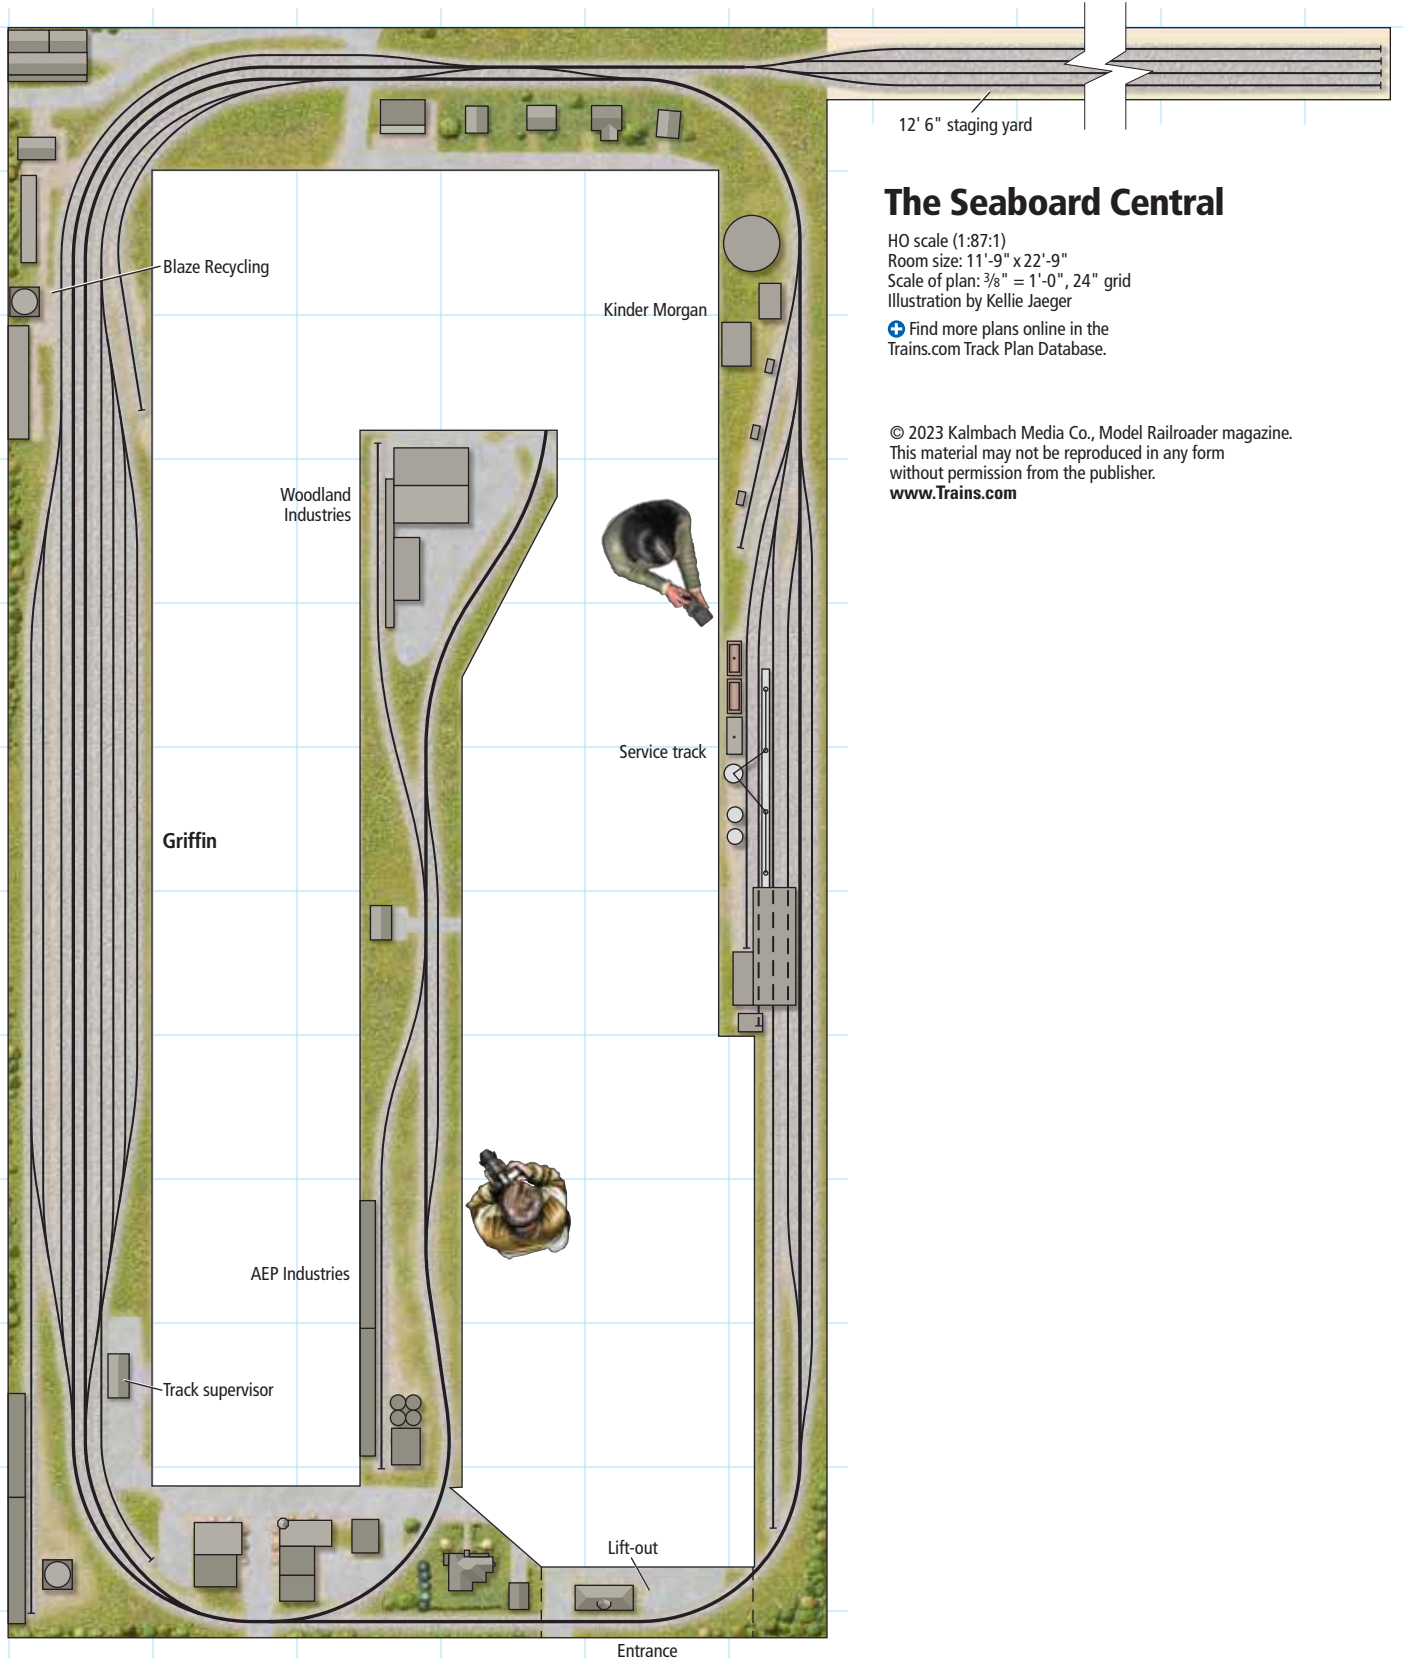 12' 6" staging yard
The Seaboard Central
HO scale (1:87:1)
Room size: 11'-9" x 22'-9"
Scale of plan: 3/8" = 1'-0", 24" grid
Illustration by Kellie Jaeger
Find more plans online in the
Trains.com Track Plan Database.
© 2023 Kalmbach Media Co., Model Railroader magazine.
This material may not be reproduced in any form
without permission from the publisher.
www.Trains.com
Blaze Recycling
Kinder Morgan
Woodland
Industries
Service track
Griffin
AEP Industries
Track supervisor
Lift-out
Entrance